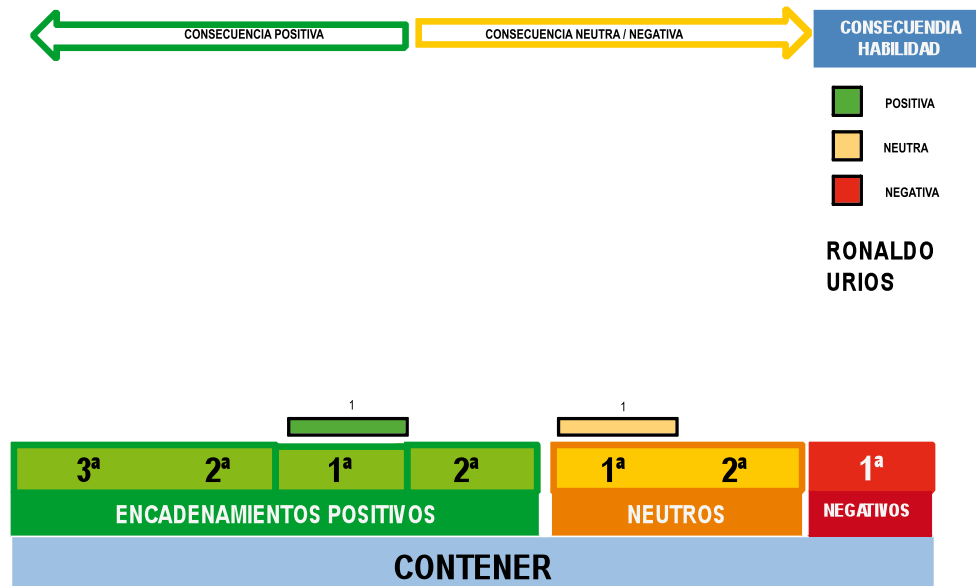 CONSECUENCIA POSITIVA
CONSECUENCIA NEUTRA / NEGATIVA
CONSECUENDIA
HABILIDAD
POSITIVA
NEUTRA
NEGATIVA
RONALDO
URIOS
1
1
3ª 2ª 1ª 2ª 1ª 2ª 1ª
ENCADENAMIENTOS POSITIVOS NEUTROS NEGATIVOS
CONTENER